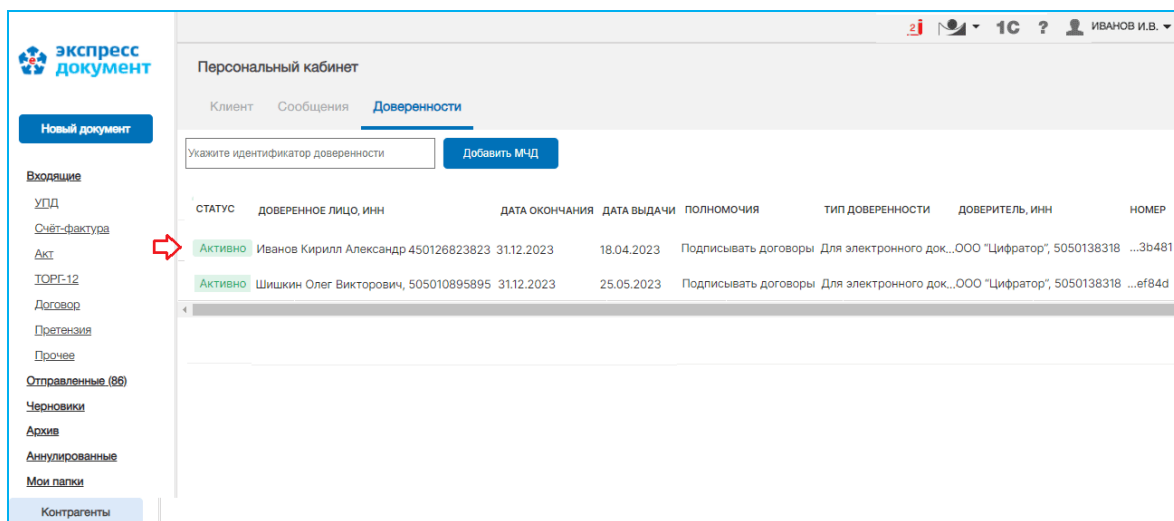 2 1С ? ИВАНОВ И.В.
экспресс
документ
Персональный кабинет
Клиент Сообщения Доверенности
Новый документ
Укажите идентификатор доверенности Добавить МЧД
Входящие
УПД
Счёт-фактура
Акт
ТОРГ-12
Договор
Претензия
Прочее
Отправленные (86)
Черновики
Архив
Аннулированные
Мои папки
Контрагенты
СТАТУС ДОВЕРЕННОЕ ЛИЦО, ИНН ДАТА ОКОНЧАНИЯ ДАТА ВЫДАЧИ ПОЛНОМОЧИЯ ТИП ДОВЕРЕННОСТИ ДОВЕРИТЕЛЬ, ИНН НОМЕР
Активно Иванов Кирилл Александр 450126823823 31.12.2023 18.04.2023 Подписывать договоры Для электронного док...ООО "Цифратор", 5050138318 ...3b481
Активно Шишкин Олег Викторович, 505010895895 31.12.2023 25.05.2023 Подписывать договоры Для электронного док...ООО "Цифратор", 5050138318 ...ef84d